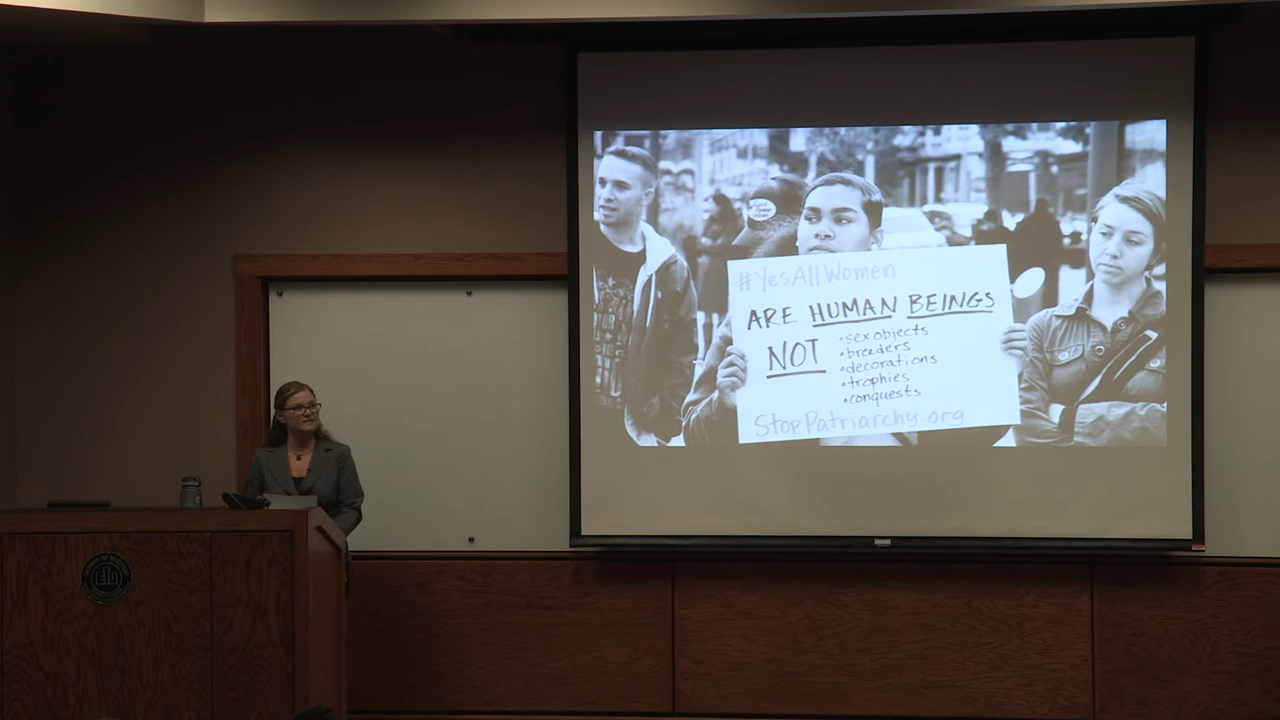 #YesAllWomen
ARE HUMAN BEINGS
NOT
•sex objects
•breeders
•decorations
•trophies
•conquests
StopPatriarchy.org